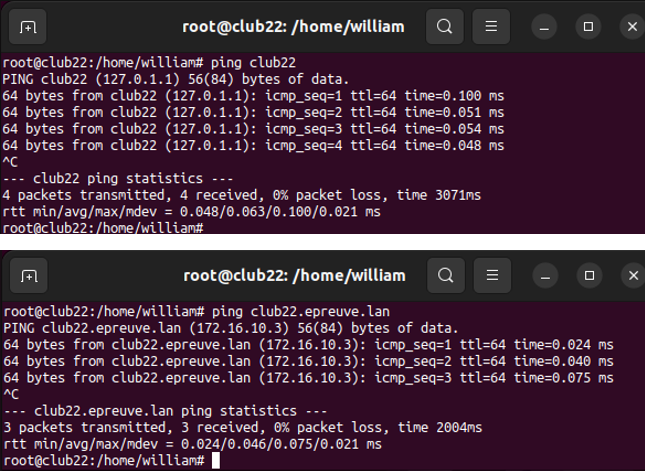 root@club22: /home/william
root@club22:/home/william# ping club22
PING club22 (127.0.1.1) 56(84) bytes of data.
64 bytes from club22 (127.0.1.1): icmp_seq=1 ttl=64 time=0.100 ms
64 bytes from club22 (127.0.1.1): icmp_seq=2 ttl=64 time=0.051 ms
64 bytes from club22 (127.0.1.1): icmp_seq=3 ttl=64 time=0.054 ms
64 bytes from club22 (127.0.1.1): icmp_seq=4 ttl=64 time=0.048 ms
^C
--- club22 ping statistics ---
4 packets transmitted, 4 received, 0% packet loss, time 3071ms
rtt min/avg/max/mdev = 0.048/0.063/0.100/0.021 ms
root@club22:/home/william#
root@club22: /home/william
root@club22:/home/william# ping club22.epreuve.lan
PING club22.epreuve.lan (172.16.10.3) 56(84) bytes of data.
64 bytes from club22.epreuve.lan (172.16.10.3): icmp_seq=1 ttl=64 time=0.024 ms
64 bytes from club22.epreuve.lan (172.16.10.3): icmp_seq=2 ttl=64 time=0.040 ms
64 bytes from club22.epreuve.lan (172.16.10.3): icmp_seq=3 ttl=64 time=0.075 ms
^C
--- club22.epreuve.lan ping statistics ---
3 packets transmitted, 3 received, 0% packet loss, time 2004ms
rtt min/avg/max/mdev = 0.024/0.046/0.075/0.021 ms
root@club22:/home/william#